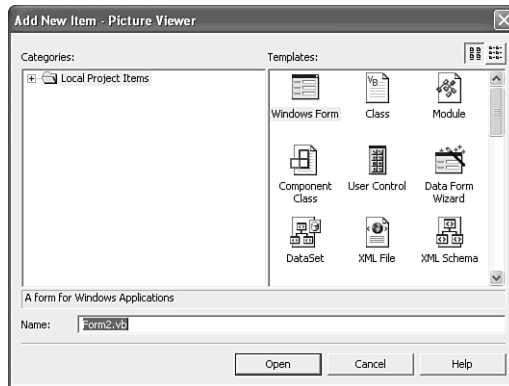 Add New Item - Picture Viewer
Categories:
Templates:
Local Project Items
Windows Form
Class
Module
Component Class
User Control
Data Form Wizard
DataSet
XML File
XML Schema
A form for Windows Applications
Name:
Form2.vb
Open
Cancel
Help